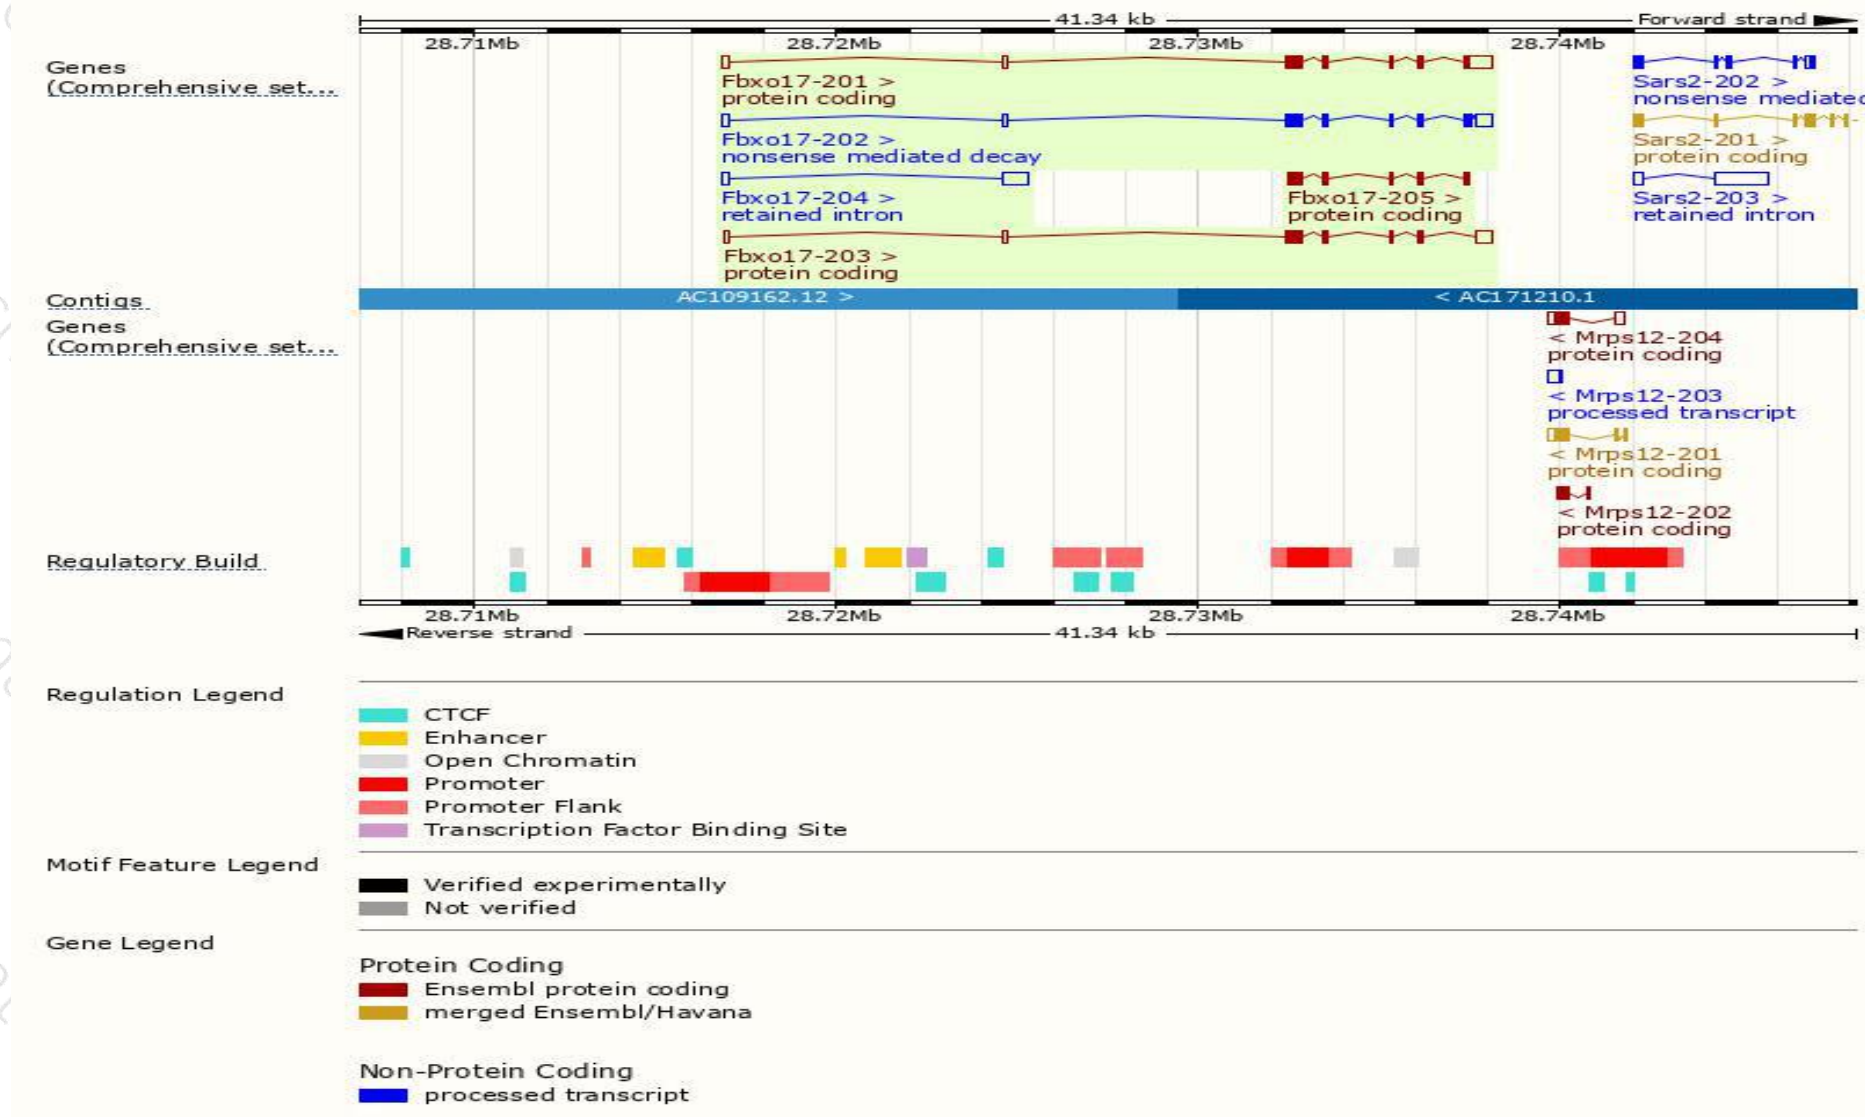 41.34 kb Forward strand
28.71Mb 28.72Mb 28.73Mb 28.74Mb
Genes
(Comprehensive set...
Fbxo17-201 >
protein coding
Sars2-202 >
nonsense mediated
Fbxo17-202 >
nonsense mediated decay
Sars2-201 >
protein coding
Fbxo17-204 >
retained intron
Fbxo17-205 >
protein coding
Sars2-203 >
retained intron
Fbxo17-203 >
protein coding
Contigs
AC109162.12 > < AC171210.1
Genes
(Comprehensive set...
< Mrps12-204
protein coding
< Mrps12-203
processed transcript
< Mrps12-201
protein coding
< Mrps12-202
protein coding
Regulatory Build
28.71Mb 28.72Mb 28.73Mb 28.74Mb
Reverse strand 41.34 kb
Regulation Legend
CTCF
Enhancer
Open Chromatin
Promoter
Promoter Flank
Transcription Factor Binding Site
Motif Feature Legend
Verified experimentally
Not verified
Gene Legend
Protein Coding
Ensembl protein coding
merged Ensembl/Havana
Non-Protein Coding
processed transcript